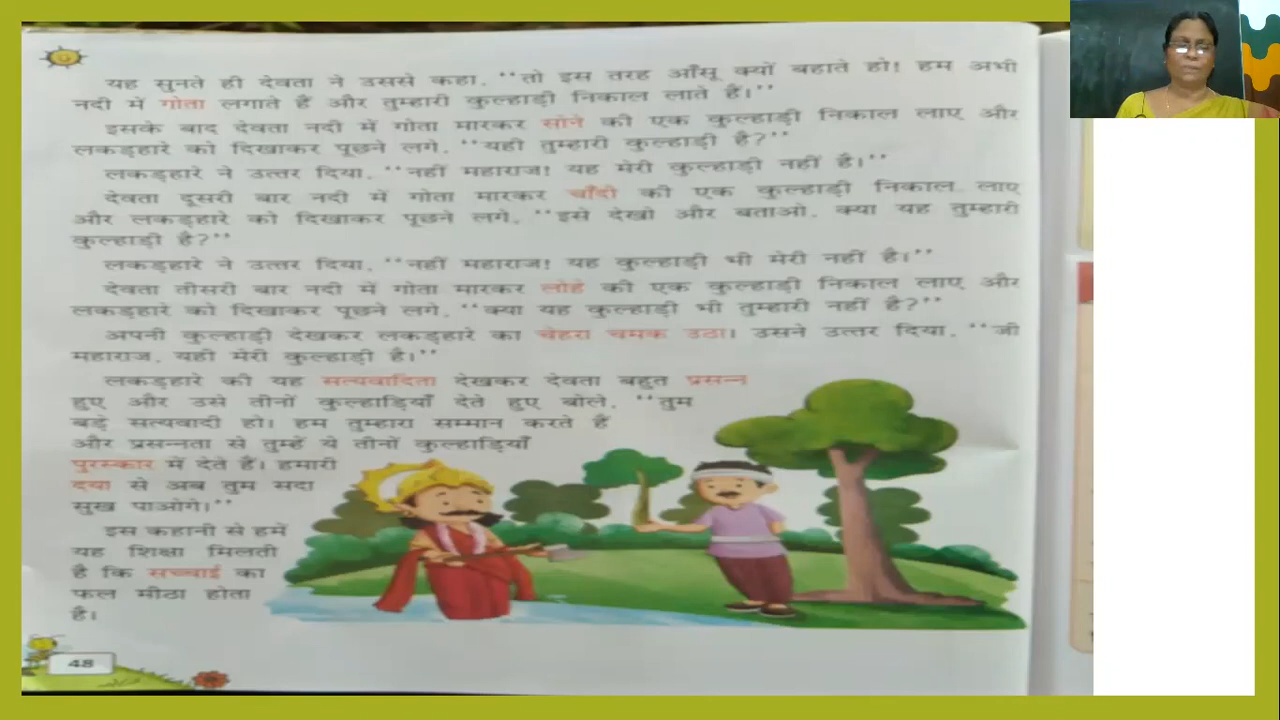 यह सुनते ही देवता ने उससे कहा, ‘‘तो इस तरह आँसू क्यों बहाते हो! हम अभी
नदी में गोता लगाते हैं और तुम्हारी कुल्हाड़ी निकाल लाते हैं।’’
इसके बाद देवता नदी में गोता मारकर सोने की एक कुल्हाड़ी निकाल लाए और
लकड़हारे को दिखाकर पूछने लगे, ‘‘यही तुम्हारी कुल्हाड़ी है?’’
लकड़हारे ने उत्तर दिया, ‘‘नहीं महाराज! यह मेरी कुल्हाड़ी नहीं है।’’
देवता दूसरी बार नदी में गोता मारकर चाँदी की एक कुल्हाड़ी निकाल लाए
और लकड़हारे को दिखाकर पूछने लगे, ‘‘इसे देखो और बताओ, क्या यह तुम्हारी
कुल्हाड़ी है?’’
लकड़हारे ने उत्तर दिया, ‘‘नहीं महाराज! यह कुल्हाड़ी भी मेरी नहीं है।’’
देवता तीसरी बार नदी में गोता मारकर लोहे की एक कुल्हाड़ी निकाल लाए और
लकड़हारे को दिखाकर पूछने लगे, ‘‘क्या यह कुल्हाड़ी भी तुम्हारी नहीं है?’’
अपनी कुल्हाड़ी देखकर लकड़हारे का चेहरा चमक उठा। उसने उत्तर दिया, ‘‘जी
महाराज, यही मेरी कुल्हाड़ी है।’’
लकड़हारे की यह सत्यवादिता देखकर देवता बहुत प्रसन्न
हुए और उसे तीनों कुल्हाड़ियाँ देते हुए बोले, ‘‘तुम
बड़े सत्यवादी हो। हम तुम्हारा सम्मान करते हैं
और प्रसन्नता से तुम्हें ये तीनों कुल्हाड़ियाँ
पुरस्कार में देते हैं। हमारी
दया से अब तुम सदा
सुख पाओगे।’’
इस कहानी से हमें
यह शिक्षा मिलती
है कि सच्चाई का
फल मीठा होता
है।
48